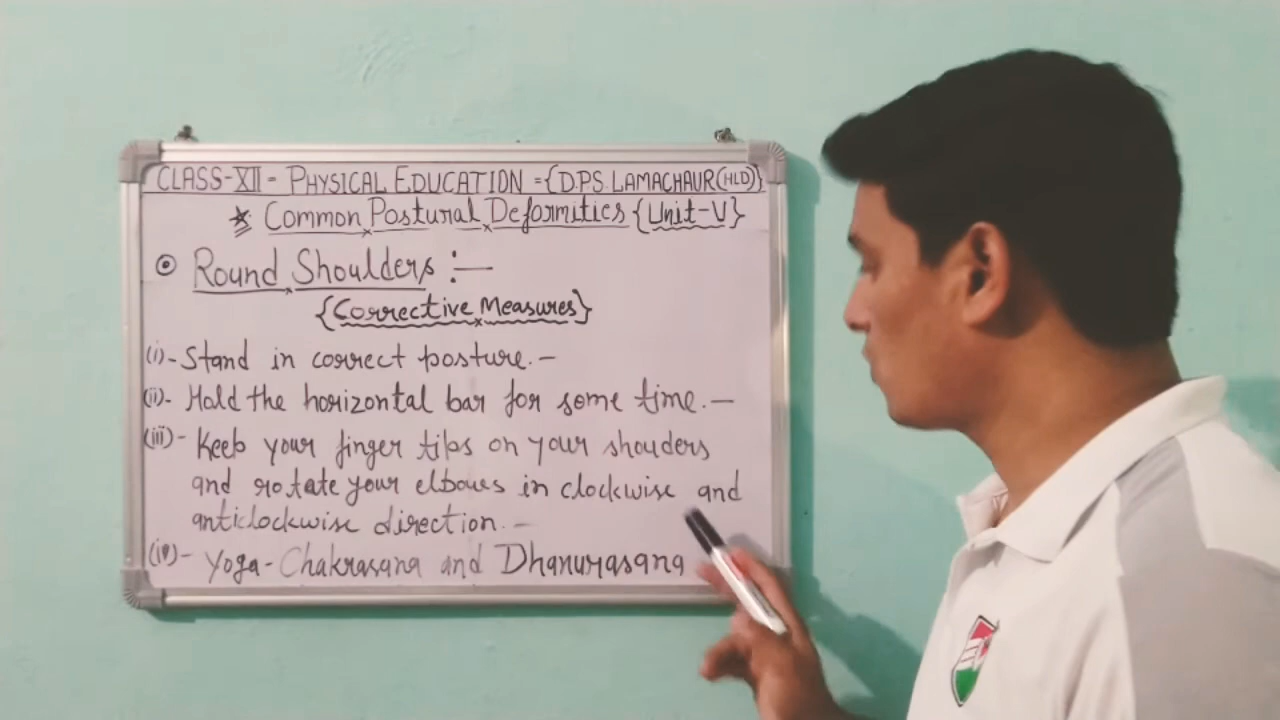 CLASS-XII - PHYSICAL EDUCATION = {D.P.S. LAMACHAUR(HLD)}
Common Postural Deformities {Unit-V}
Round Shoulders :-
{Corrective Measures}
(i)- Stand in correct posture. -
(ii)- Hold the horizontal bar for some time. -
(iii)- Keep your finger tips on your shouders
and rotate your elbows in clockwise and
anticlockwise direction. -
(iv)- Yoga - Chakrasana and Dhanurasana